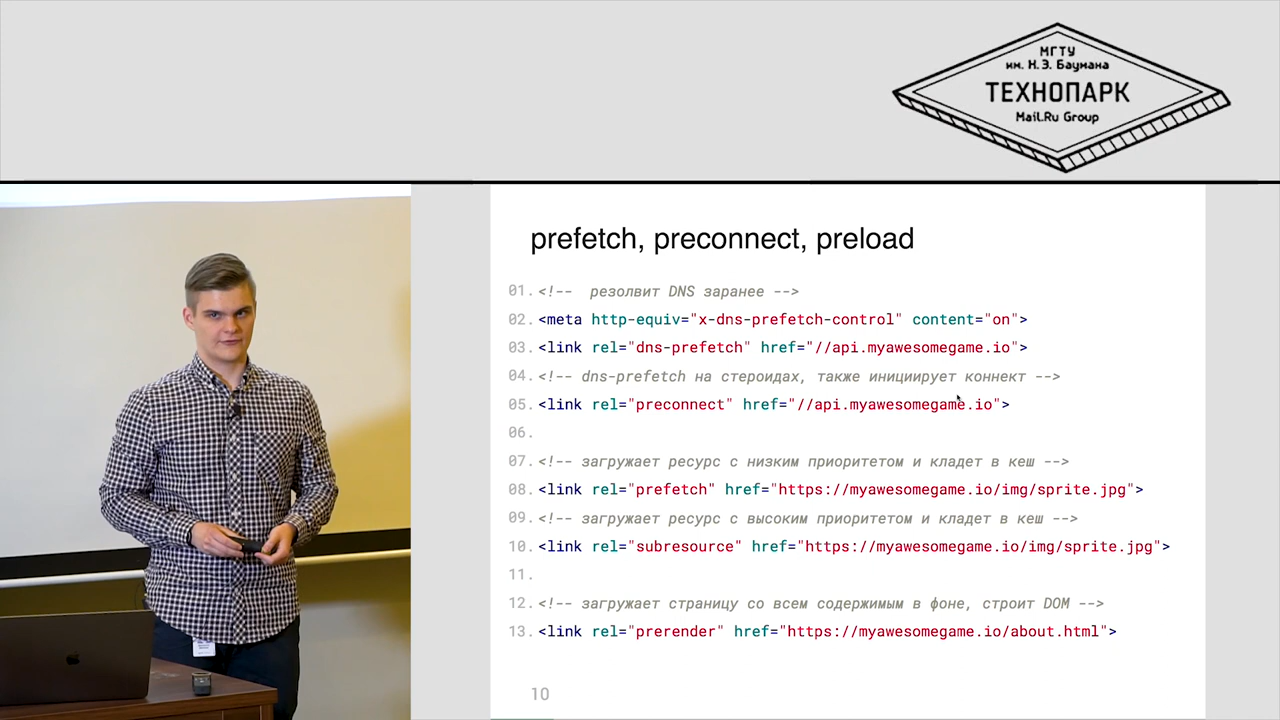 МГТУ
им. Н.Э. Баумана
ТЕХНОПАРК
Mail.Ru Group
prefetch, preconnect, preload
01. <!--  резолвит DNS заранее -->
02. <meta http-equiv="x-dns-prefetch-control" content="on">
03. <link rel="dns-prefetch" href="//api.myawesomegame.io">
04. <!-- dns-prefetch на стероидах, также инициирует коннект -->
05. <link rel="preconnect" href="//api.myawesomegame.io">
06.
07. <!-- загружает ресурс с низким приоритетом и кладет в кеш -->
08. <link rel="prefetch" href="https://myawesomegame.io/img/sprite.jpg">
09. <!-- загружает ресурс с высоким приоритетом и кладет в кеш -->
10. <link rel="subresource" href="https://myawesomegame.io/img/sprite.jpg">
11.
12. <!-- загружает страницу со всем содержимым в фоне, строит DOM -->
13. <link rel="prerender" href="https://myawesomegame.io/about.html">
10